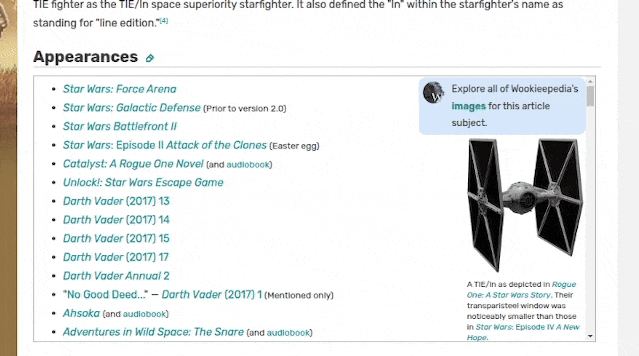 TIE fighter as the TIE/In space superiority starfighter. It also defined the "In" within the starfighter's name as
standing for "line edition."[4]
Appearances
Star Wars: Force Arena
Star Wars: Galactic Defense (Prior to version 2.0)
Star Wars Battlefront II
Star Wars: Episode II Attack of the Clones (Easter egg)
Catalyst: A Rogue One Novel (and audiobook)
Unlock!: Star Wars Escape Game
Darth Vader (2017) 13
Darth Vader (2017) 14
Darth Vader (2017) 15
Darth Vader (2017) 17
Darth Vader Annual 2
"No Good Deed..." — Darth Vader (2017) 1 (Mentioned only)
Ahsoka (and audiobook)
Adventures in Wild Space: The Snare (and audiobook)
Explore all of Wookieepedia's
images for this article
subject.
A TIE/In as depicted in Rogue
One: A Star Wars Story. Their
transparisteel window was
noticeably smaller than those
in Star Wars: Episode IV A New
Hope.